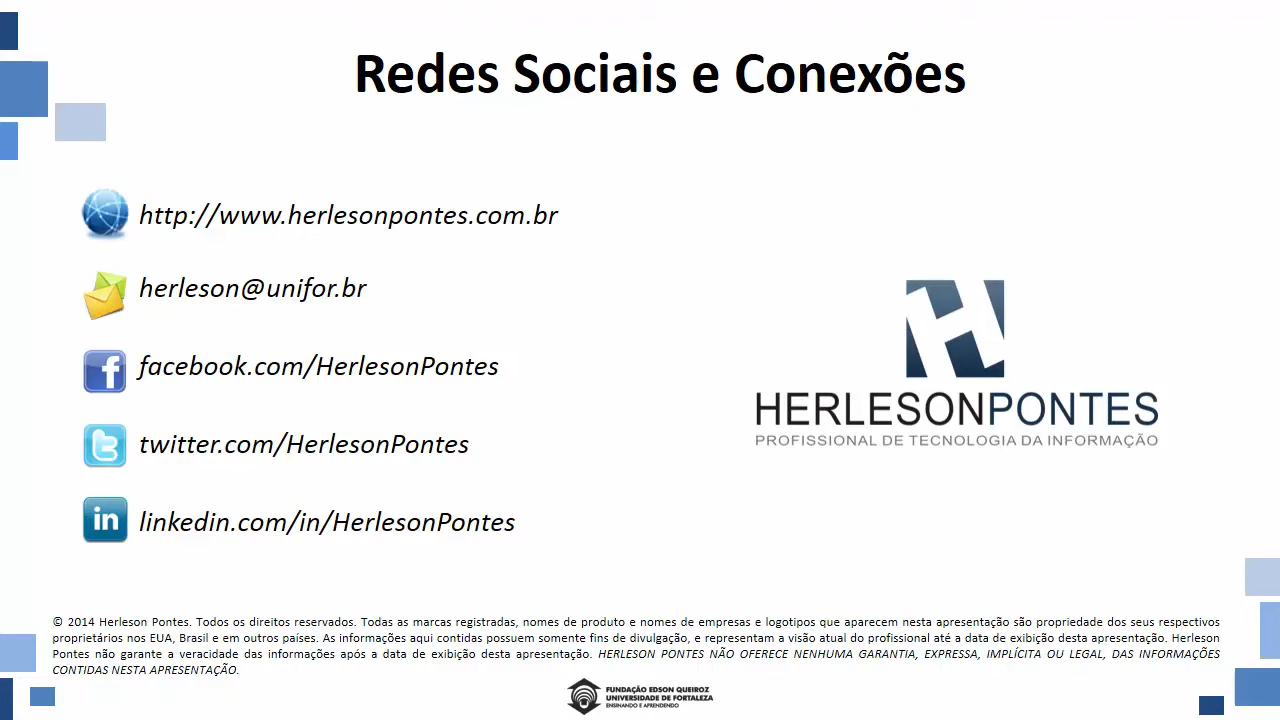 Redes Sociais e Conexões
http://www.herlesonpontes.com.br
herleson@unifor.br
facebook.com/HerlesonPontes
twitter.com/HerlesonPontes
linkedin.com/in/HerlesonPontes
HERLESONPONTES
PROFISSIONAL DE TECNOLOGIA DA INFORMAÇÃO
© 2014 Herleson Pontes. Todos os direitos reservados. Todas as marcas registradas, nomes de produto e nomes de empresas e logotipos que aparecem nesta apresentação são propriedade dos seus respectivos
proprietários nos EUA, Brasil e em outros países. As informações aqui contidas possuem somente fins de divulgação, e representam a visão atual do profissional até a data de exibição desta apresentação. Herleson
Pontes não garante a veracidade das informações após a data de exibição desta apresentação. HERLESON PONTES NÃO OFERECE NENHUMA GARANTIA, EXPRESSA, IMPLÍCITA OU LEGAL, DAS INFORMAÇÕES
CONTIDAS NESTA APRESENTAÇÃO.
FUNDAÇÃO EDSON QUEIROZ
UNIVERSIDADE DE FORTALEZA
ENSINANDO E APRENDENDO